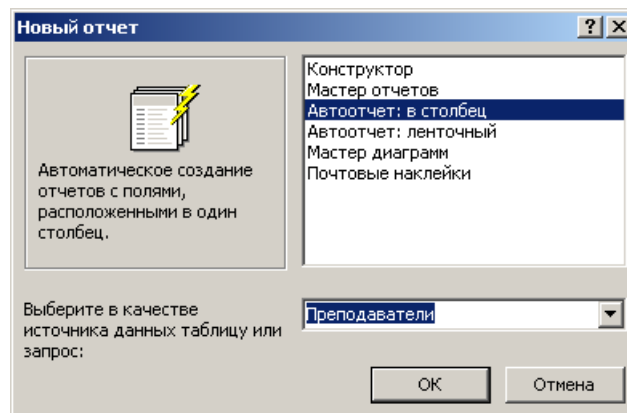 Новый отчет
Конструктор
Мастер отчетов
Автоотчет: в столбец
Автоотчет: ленточный
Мастер диаграмм
Почтовые наклейки
Автоматическое создание
отчетов с полями,
расположенными в один
столбец.
Выберите в качестве
источника данных таблицу или
запрос:
Преподаватели
ОК
Отмена